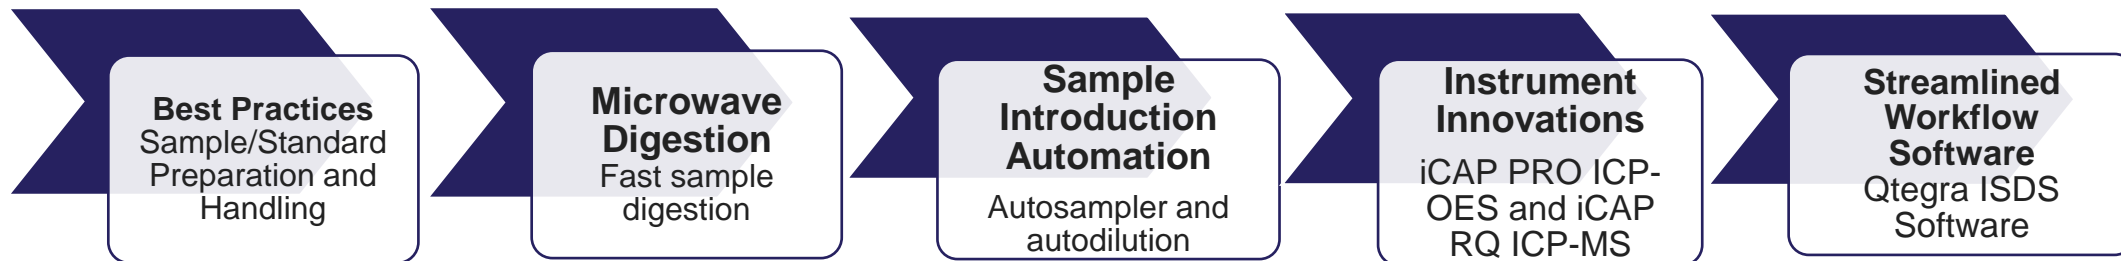 Best Practices
Sample/Standard
Preparation and
Handling
Microwave
Digestion
Fast sample
digestion
Sample
Introduction
Automation
Autosampler and
autodilution
Instrument
Innovations
iCAP PRO ICP-
OES and iCAP
RQ ICP-MS
Streamlined
Workflow
Software
Qtegra ISDS
Software